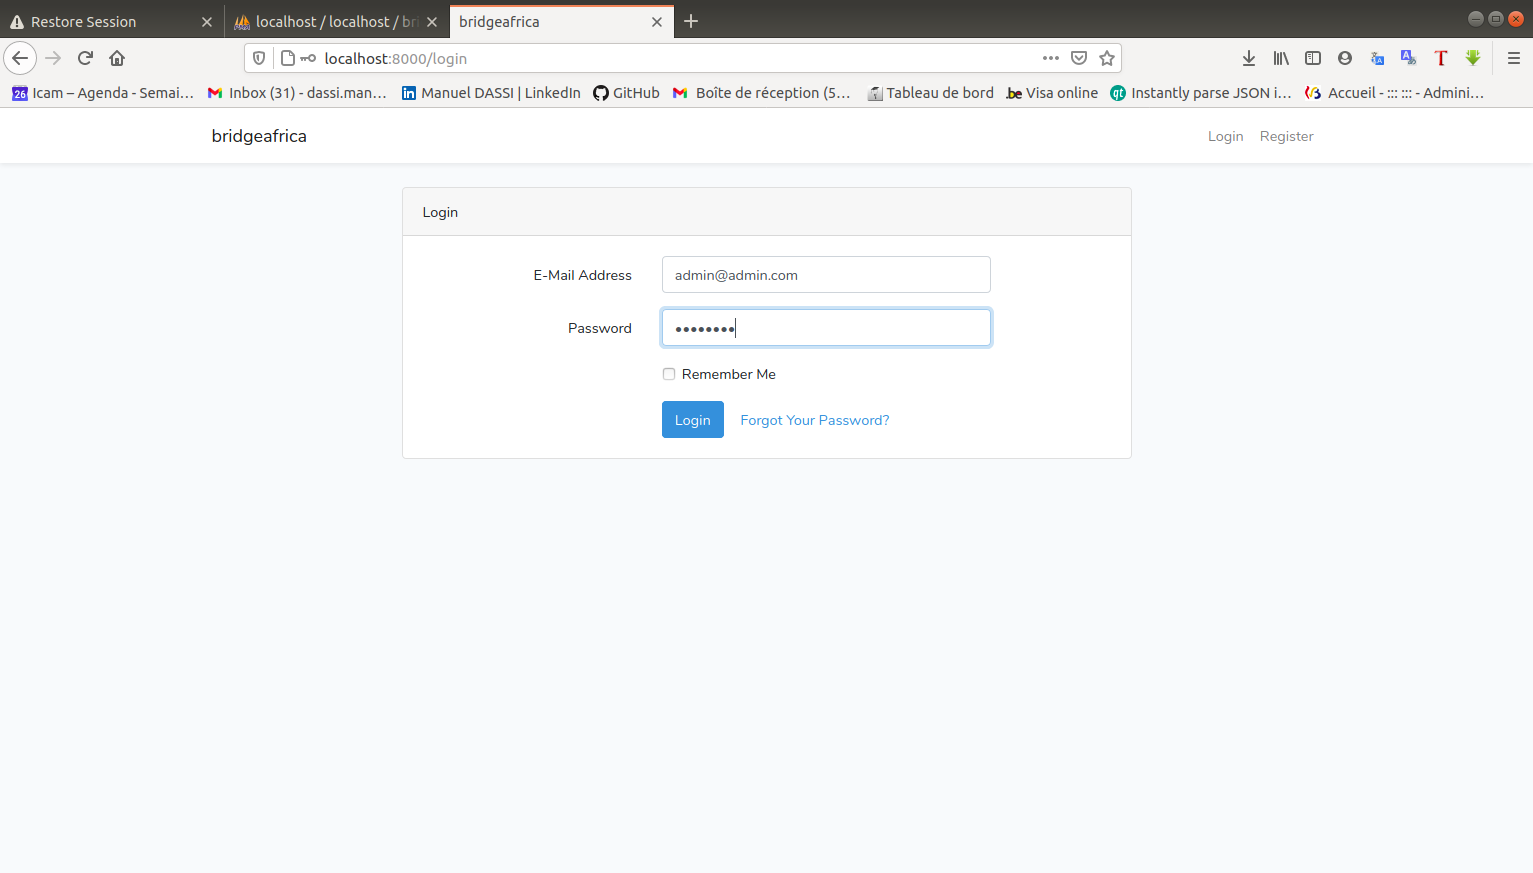 Restore Session
localhost / localhost / bri
bridgeafrica
localhost:8000/login
26 Icam – Agenda - Semai…
Inbox (31) - dassi.man…
in Manuel DASSI | LinkedIn
GitHub
Boîte de réception (5…
Tableau de bord
.be Visa online
qt Instantly parse JSON i…
Accueil - ::: ::: - Admini…
bridgeafrica
Login
Register
Login
E-Mail Address
admin@admin.com
Password
Remember Me
Login
Forgot Your Password?